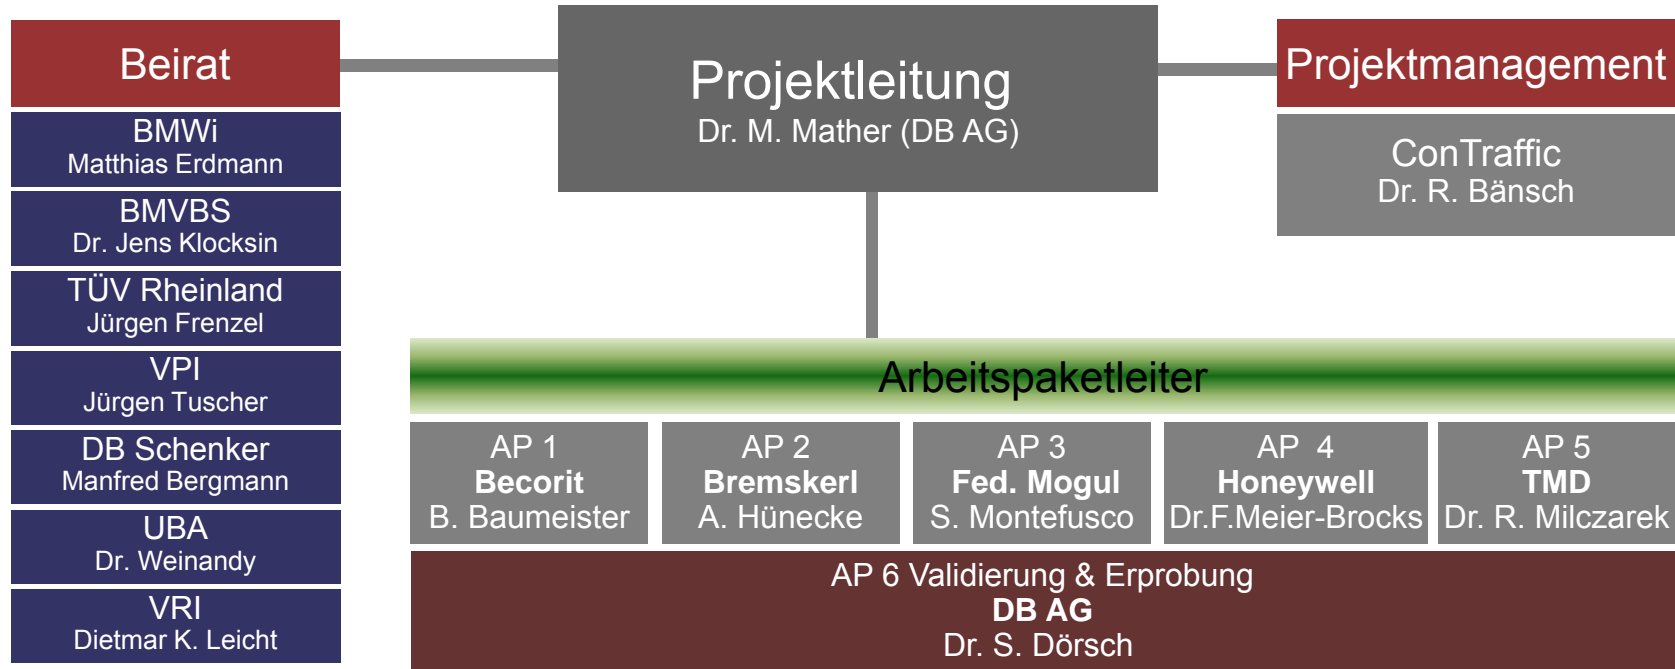 Beirat
BMWi
Matthias Erdmann
BMVBS
Dr. Jens Klocksin
TÜV Rheinland
Jürgen Frenzel
VPI
Jürgen Tuscher
DB Schenker
Manfred Bergmann
UBA
Dr. Weinandy
VRI
Dietmar K. Leicht
Projektleitung
Dr. M. Mather (DB AG)
Projektmanagement
ConTraffic
Dr. R. Bänsch
Arbeitspaketleiter
AP 1
Becorit
B. Baumeister
AP 2
Bremskerl
A. Hünecke
AP 3
Fed. Mogul
S. Montefusco
AP 4
Honeywell
Dr.F.Meier-Brocks
AP 5
TMD
Dr. R. Milczarek
AP 6 Validierung & Erprobung
DB AG
Dr. S. Dörsch